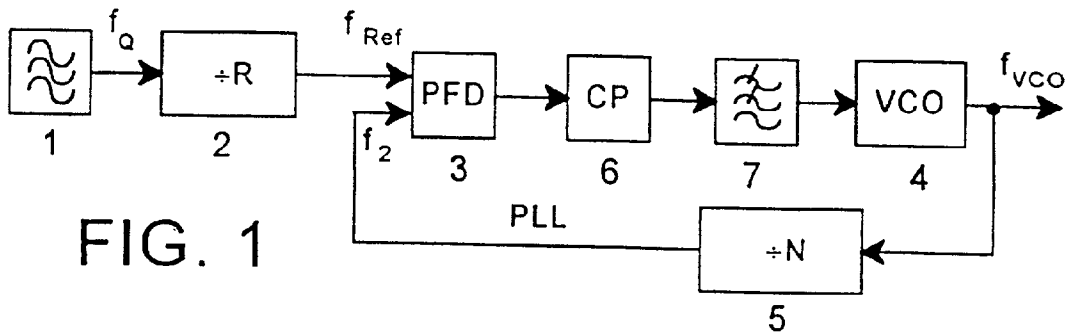 f_Q
÷R
f_Ref
PFD
CP
VCO
f_VCO
1
2
f_2
3
6
7
4
FIG. 1
PLL
÷N
5